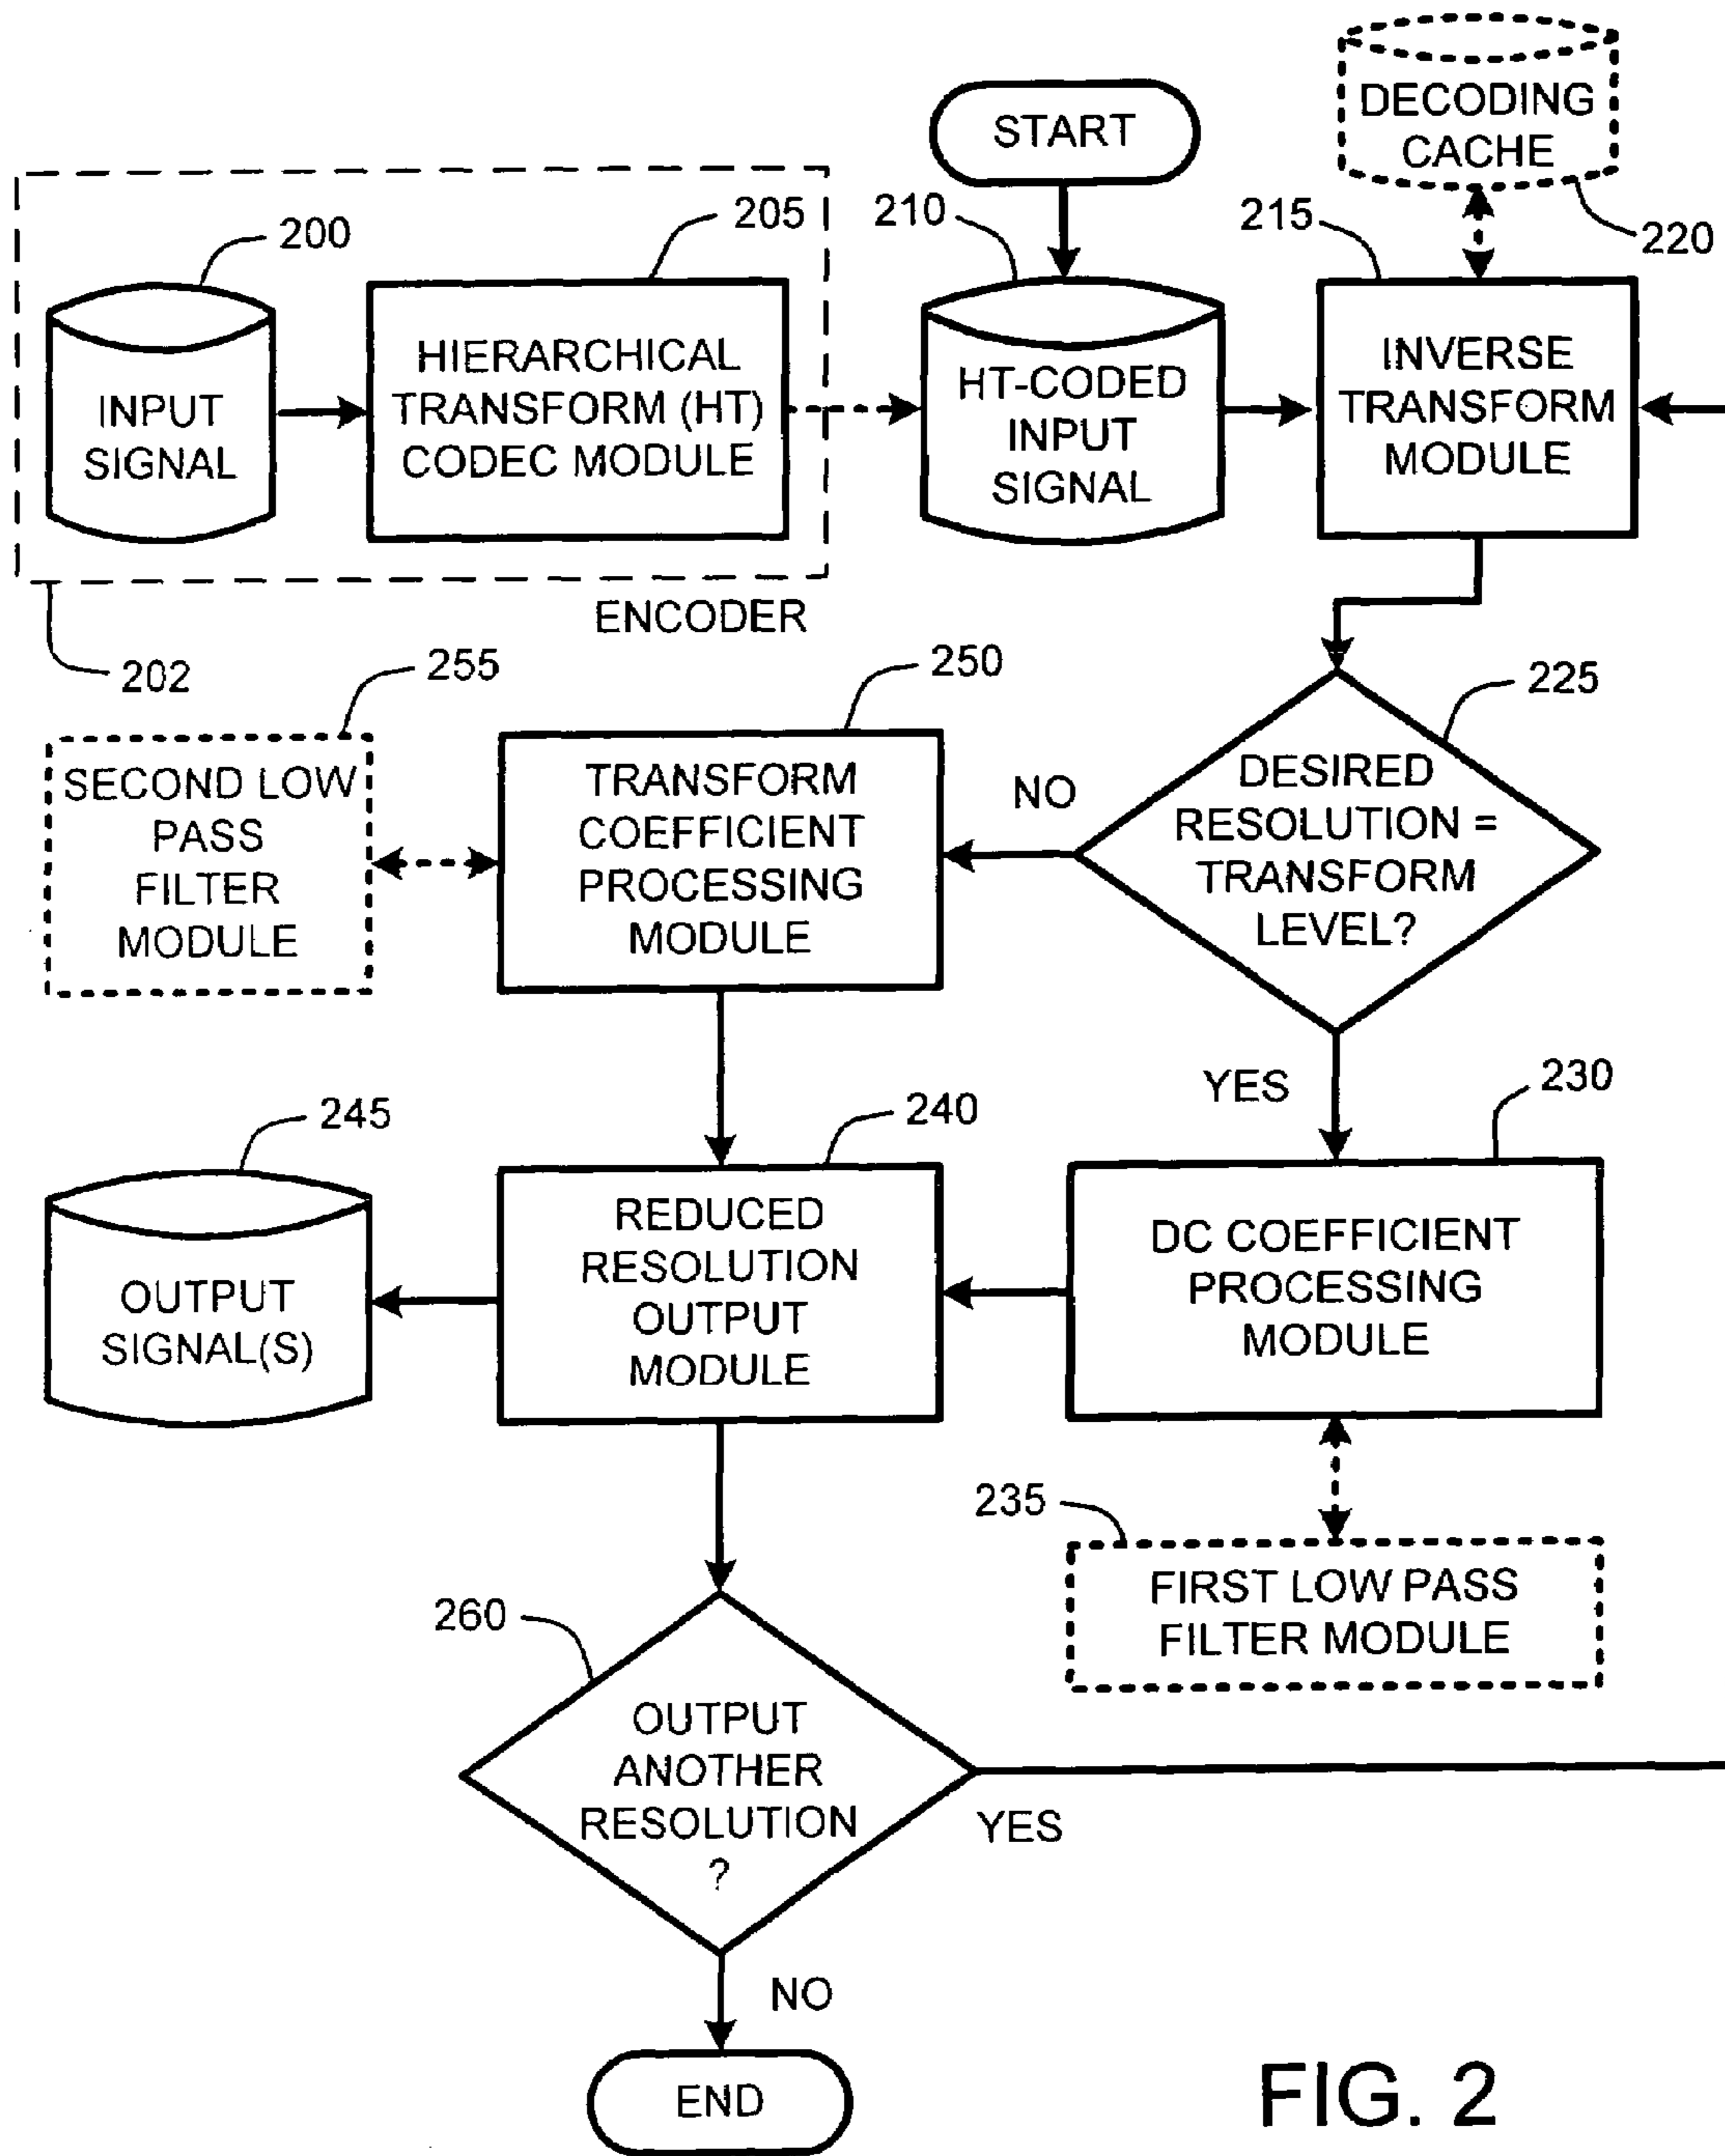 DECODING
CACHE
220
START
200
205
210
215
INPUT
SIGNAL
HIERARCHICAL
TRANSFORM (HT)
CODEC MODULE
HT-CODED
INPUT
SIGNAL
INVERSE
TRANSFORM
MODULE
ENCODER
202
255
250
225
SECOND LOW
PASS
FILTER
MODULE
TRANSFORM
COEFFICIENT
PROCESSING
MODULE
NO
DESIRED
RESOLUTION =
TRANSFORM
LEVEL?
YES
245
240
230
OUTPUT
SIGNAL(S)
REDUCED
RESOLUTION
OUTPUT
MODULE
DC COEFFICIENT
PROCESSING
MODULE
235
FIRST LOW PASS
FILTER MODULE
260
OUTPUT
ANOTHER
RESOLUTION
?
YES
NO
END
FIG. 2